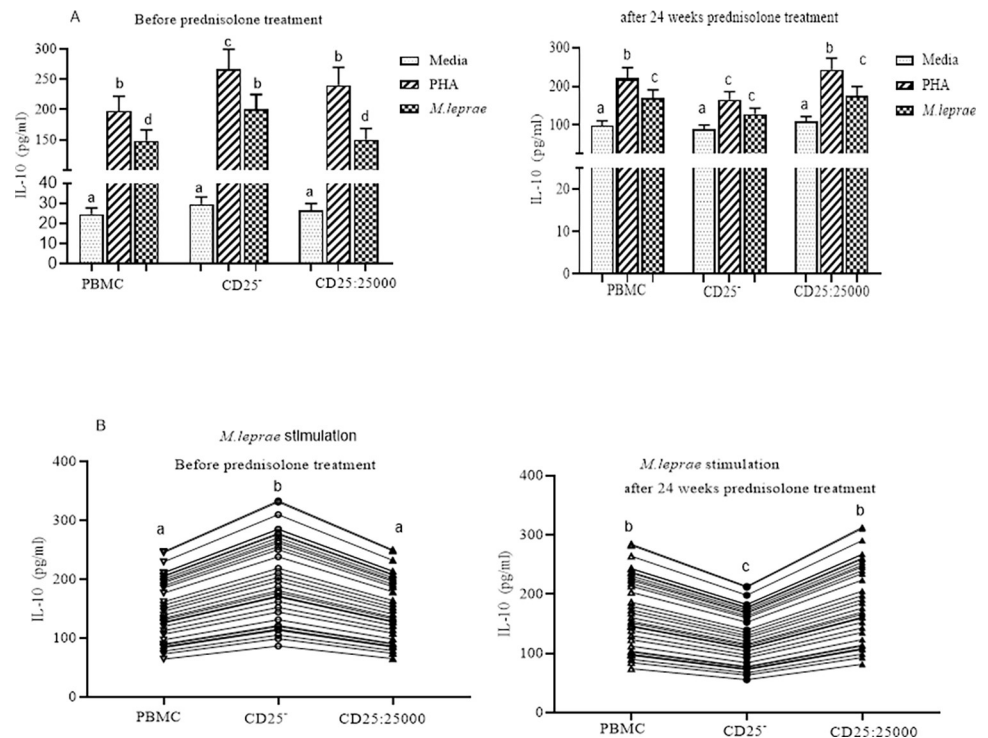 A
Before prednisolone treatment
300
250
200
150
40
30
20
10
0
IL-10 (pg/ml)
b
c
b
d
b
d
a
a
a
PBMC
CD25⁻
CD25:25000
Media
PHA
M.leprae
after 24 weeks prednisolone treatment
300
200
100
20
10
0
IL-10 (pg/ml)
b
c
c
b
c
c
a
a
a
PBMC
CD25⁻
CD25:25000
Media
PHA
M.leprae
B
M.leprae stimulation
Before prednisolone treatment
400
300
200
100
0
IL-10 (pg/ml)
a
b
a
PBMC
CD25⁻
CD25:25000
M.leprae stimulation
after 24 weeks prednisolone treatment
400
300
200
100
0
IL-10 (pg/ml)
b
c
b
PBMC
CD25⁻
CD25:25000